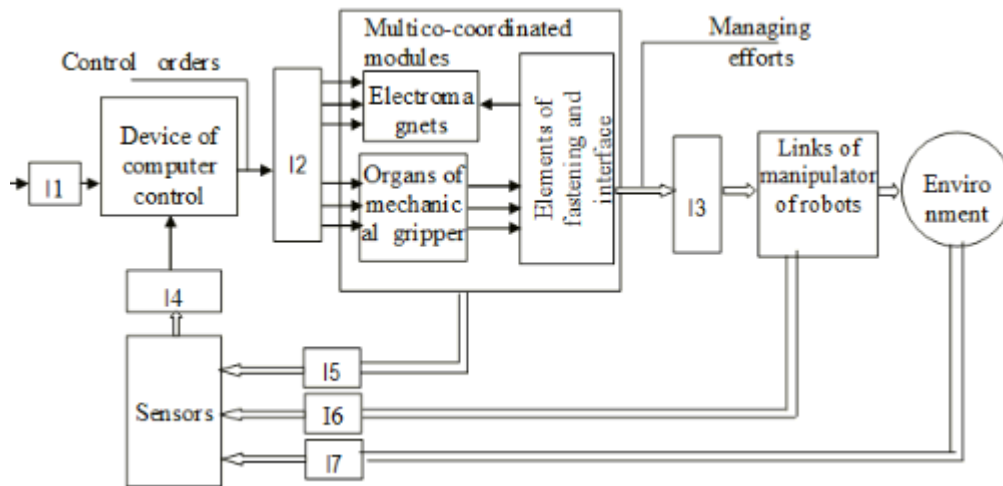 Control orders
Multico-coordinated
modules
Managing
efforts
I1
Device of
computer
control
I2
Electroma
gnets
Organs of
mechanic
al gripper
Elements of
fastening and
interface
I3
Links of
manipulator
of robots
Enviro
nment
I4
Sensors
I5
I6
I7